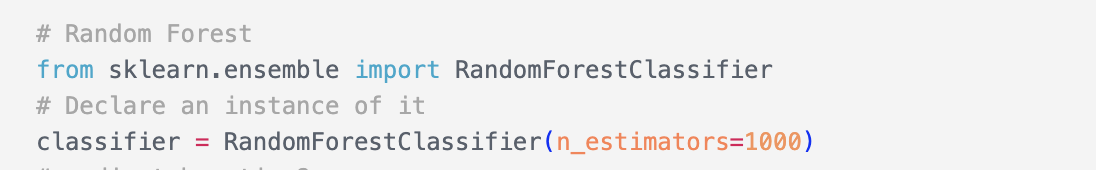 # Random Forest
from sklearn.ensemble import RandomForestClassifier
# Declare an instance of it
classifier = RandomForestClassifier(n_estimators=1000)